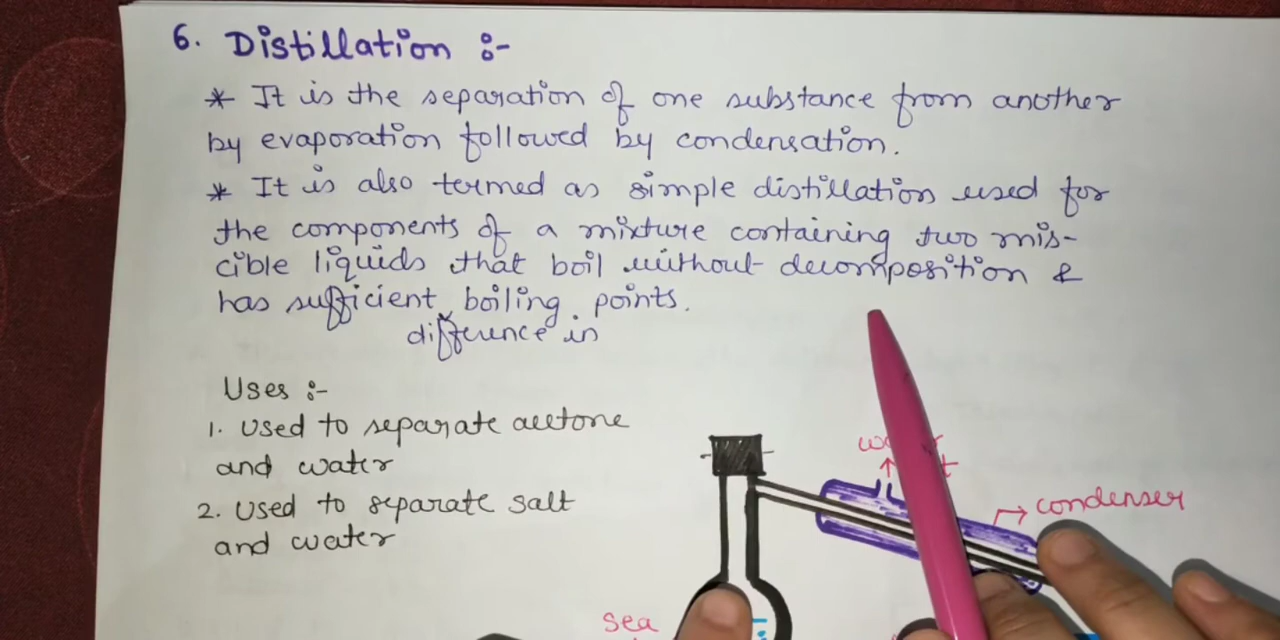 6. Distillation :-
* It is the separation of one substance from another
by evaporation followed by condensation.
* It is also termed as simple distillation used for
the components of a mixture containing two mis-
cible liquids that boil without decomposition &
has sufficient boiling points.
difference in
Uses :-
1. Used to separate acetone
and water
2. Used to separate salt
and water
condenser
sea